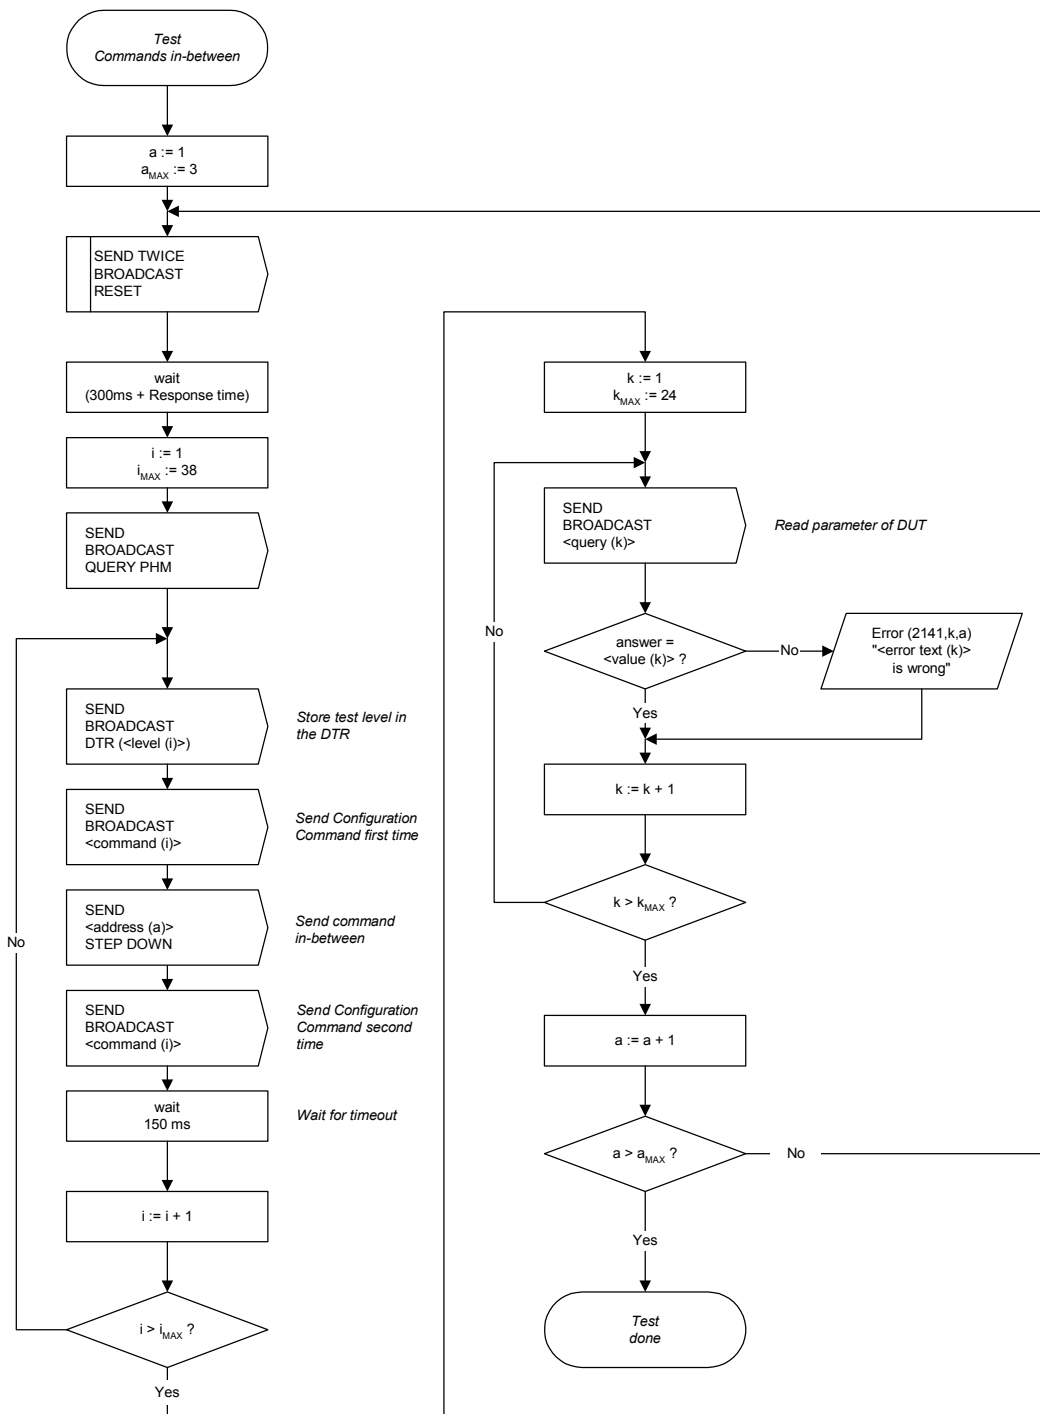 Test
Commands in-between
a := 1
aMAX := 3
SEND TWICE
BROADCAST
RESET
wait
(300ms + Response time)
i := 1
iMAX := 38
SEND
BROADCAST
QUERY PHM
SEND
BROADCAST
DTR (<level (i)>)
Store test level in
the DTR
SEND
BROADCAST
<command (i)>
Send Configuration
Command first time
SEND
<address (a)>
STEP DOWN
Send command
in-between
No
SEND
BROADCAST
<command (i)>
Send Configuration
Command second
time
wait
150 ms
Wait for timeout
i := i + 1
i > iMAX ?
Yes
k := 1
kMAX := 24
SEND
BROADCAST
<query (k)>
Read parameter of DUT
No
answer =
<value (k)> ?
No
Error (2141,k,a)
"<error text (k)>
is wrong"
Yes
k := k + 1
k > kMAX ?
Yes
a := a + 1
a > aMAX ?
No
Yes
Test
done